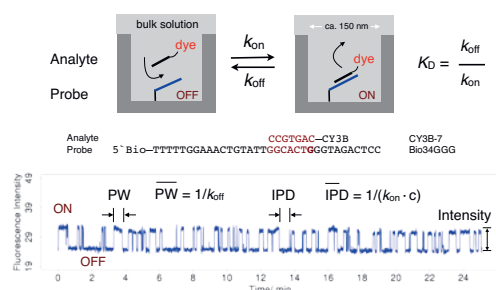 bulk solution
ca. 150 nm
dye
dye
Analyte
Probe
k_on
k_off
K_D = k_off / k_on
OFF
ON
Analyte CCGTGAC—CY3B CY3B-7
Probe 5`Bio—TTTTTGGAAACTGTATTGGCACTGGGTAGACTCC Bio34GGG
Fluorescence Intensity
49
39
29
19
ON
OFF
PW
PW = 1/k_off
IPD
IPD = 1/(k_on · c)
Intensity
0 2 4 6 8 10 12 14 16 18 20 22 24
Time/ min